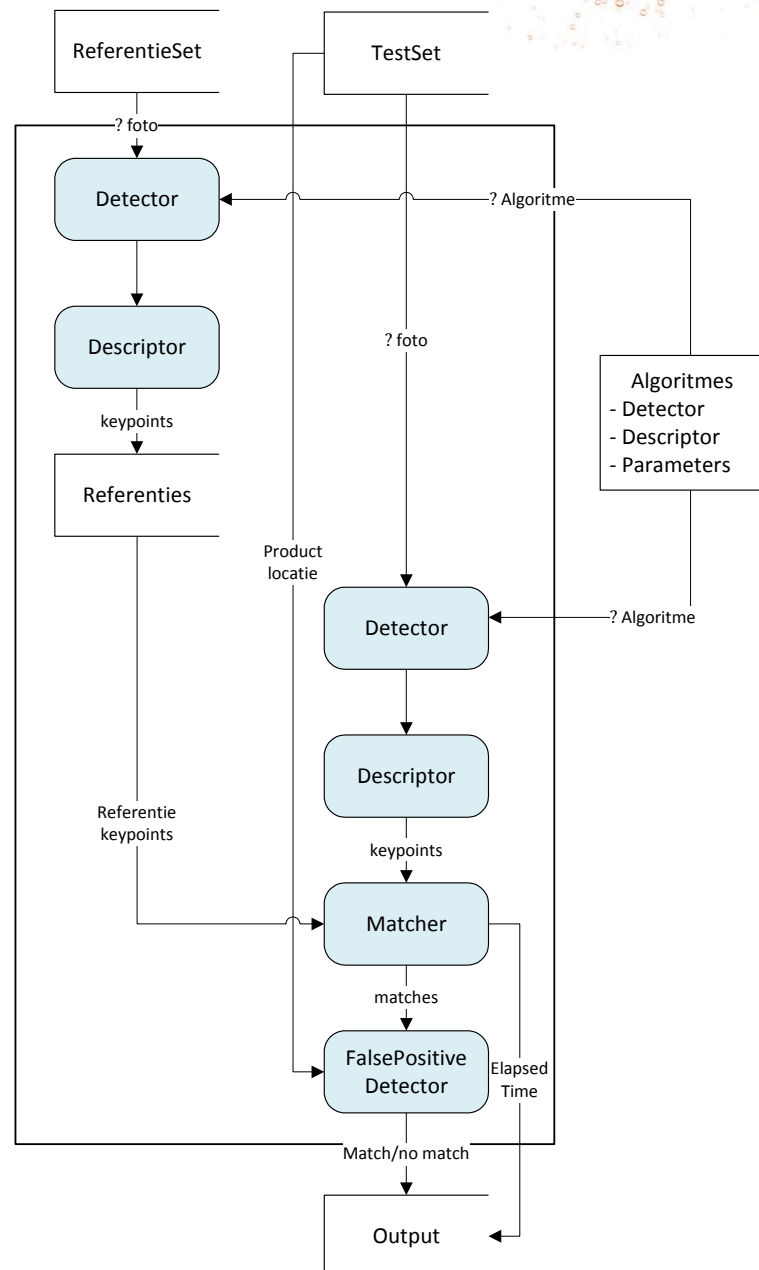 ReferentieSet
TestSet
? foto
Detector
? Algoritme
Descriptor
? foto
keypoints
Algoritmes
- Detector
- Descriptor
- Parameters
Referenties
Product
locatie
Detector
? Algoritme
Descriptor
Referentie
keypoints
keypoints
Matcher
matches
FalsePositive
Detector
Elapsed
Time
Match/no match
Output